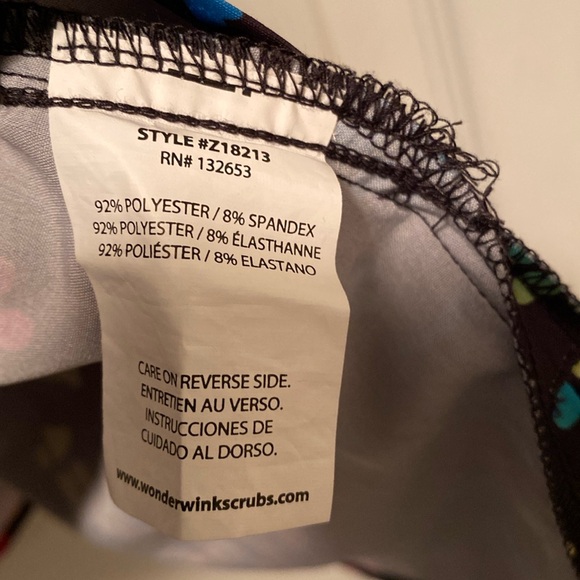 STYLE #Z18213
RN# 132653
92% POLYESTER / 8% SPANDEX
92% POLYESTER / 8% ÉLASTHANNE
92% POLIÉSTER / 8% ELASTANO
CARE ON REVERSE SIDE.
ENTRETIEN AU VERSO.
INSTRUCCIONES DE
CUIDADO AL DORSO.
www.wonderwinkscrubs.com